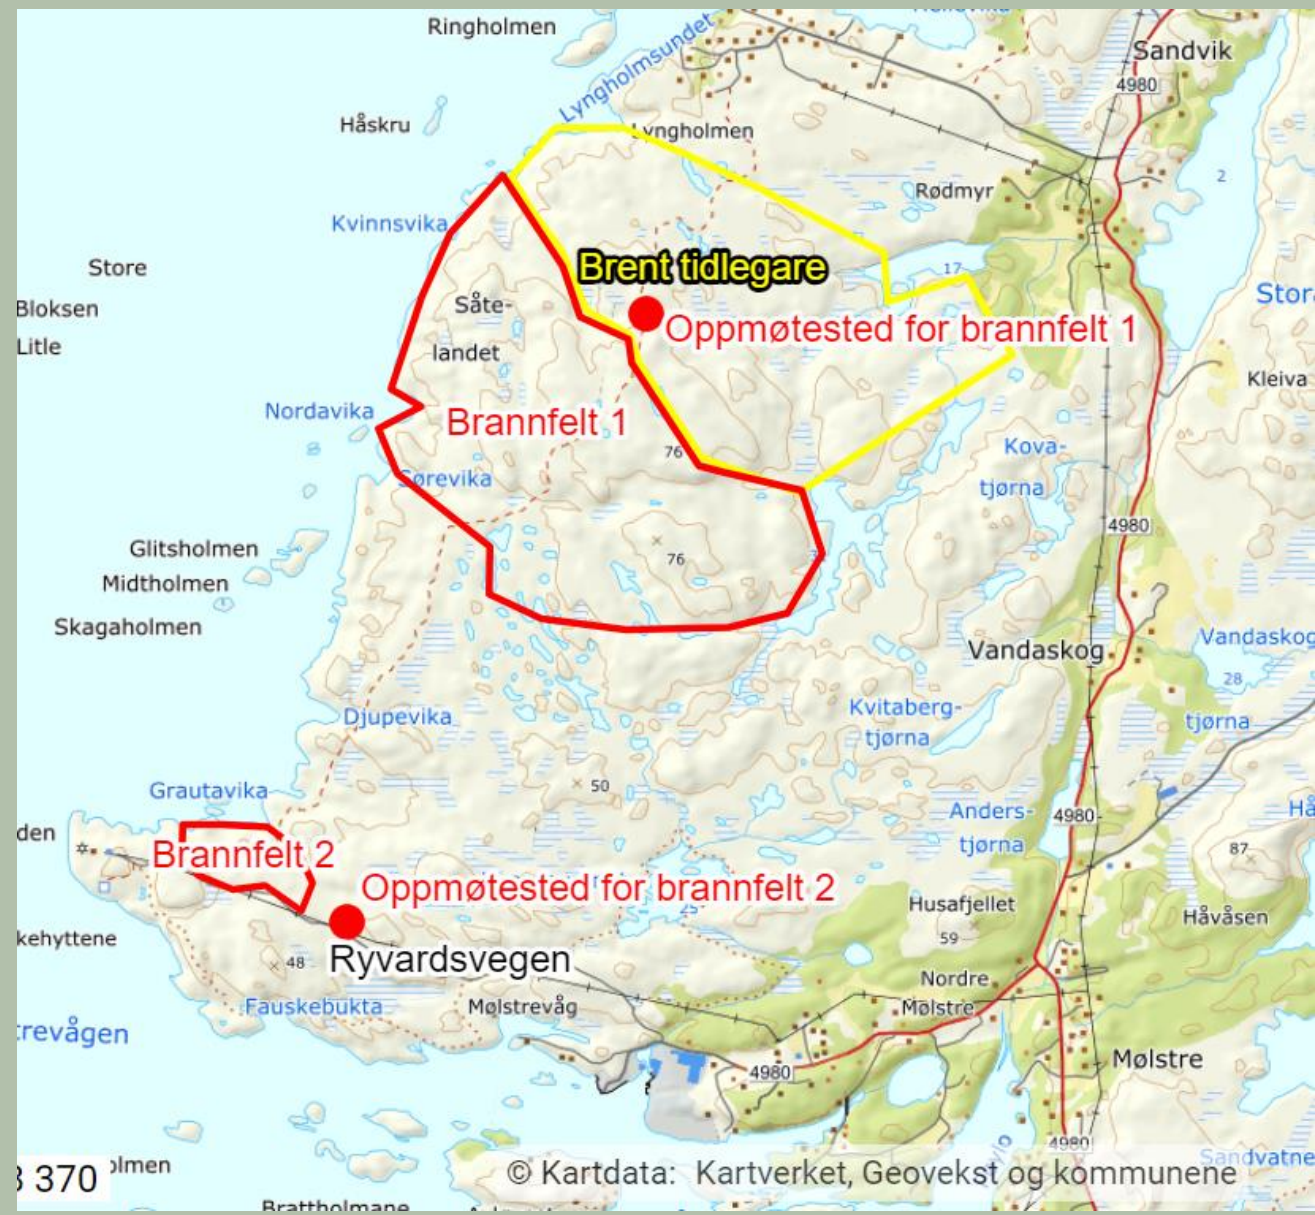 Ringholmen
Lyngholmsundet
Sandvik
4980
Håskru
Lyngholmen
2
Rødmyr
Kvinnsvika
Store
Brent tidlegare
17
Bloksen
Såte-
Stor
Oppmøtested for brannfelt 1
Litle
landet
Kleiva
Nordavika
Brannfelt 1
76
Kova-
Sørevika
tjørna
4980
Glitsholmen
76
Midtholmen
Skagaholmen
Vandaskog
Vandaskog
28
Kvitaberg-
Djupevika
tjørna
tjørna
50
Grautavika
Anders-
4980
Hå
den
tjørna
Brannfelt 2
87
Oppmøtested for brannfelt 2
25
Husafjellet
Håvåsen
kehyttene
59
48
Ryvardsvegen
Nordre
Fauskebukta
Mølstrevåg
Mølstre
trevågen
Mølstre
4980
4980
370
olmen
© Kartdata: Kartverket, Geovekst og kommunene
Sandvatne
Brattholmane